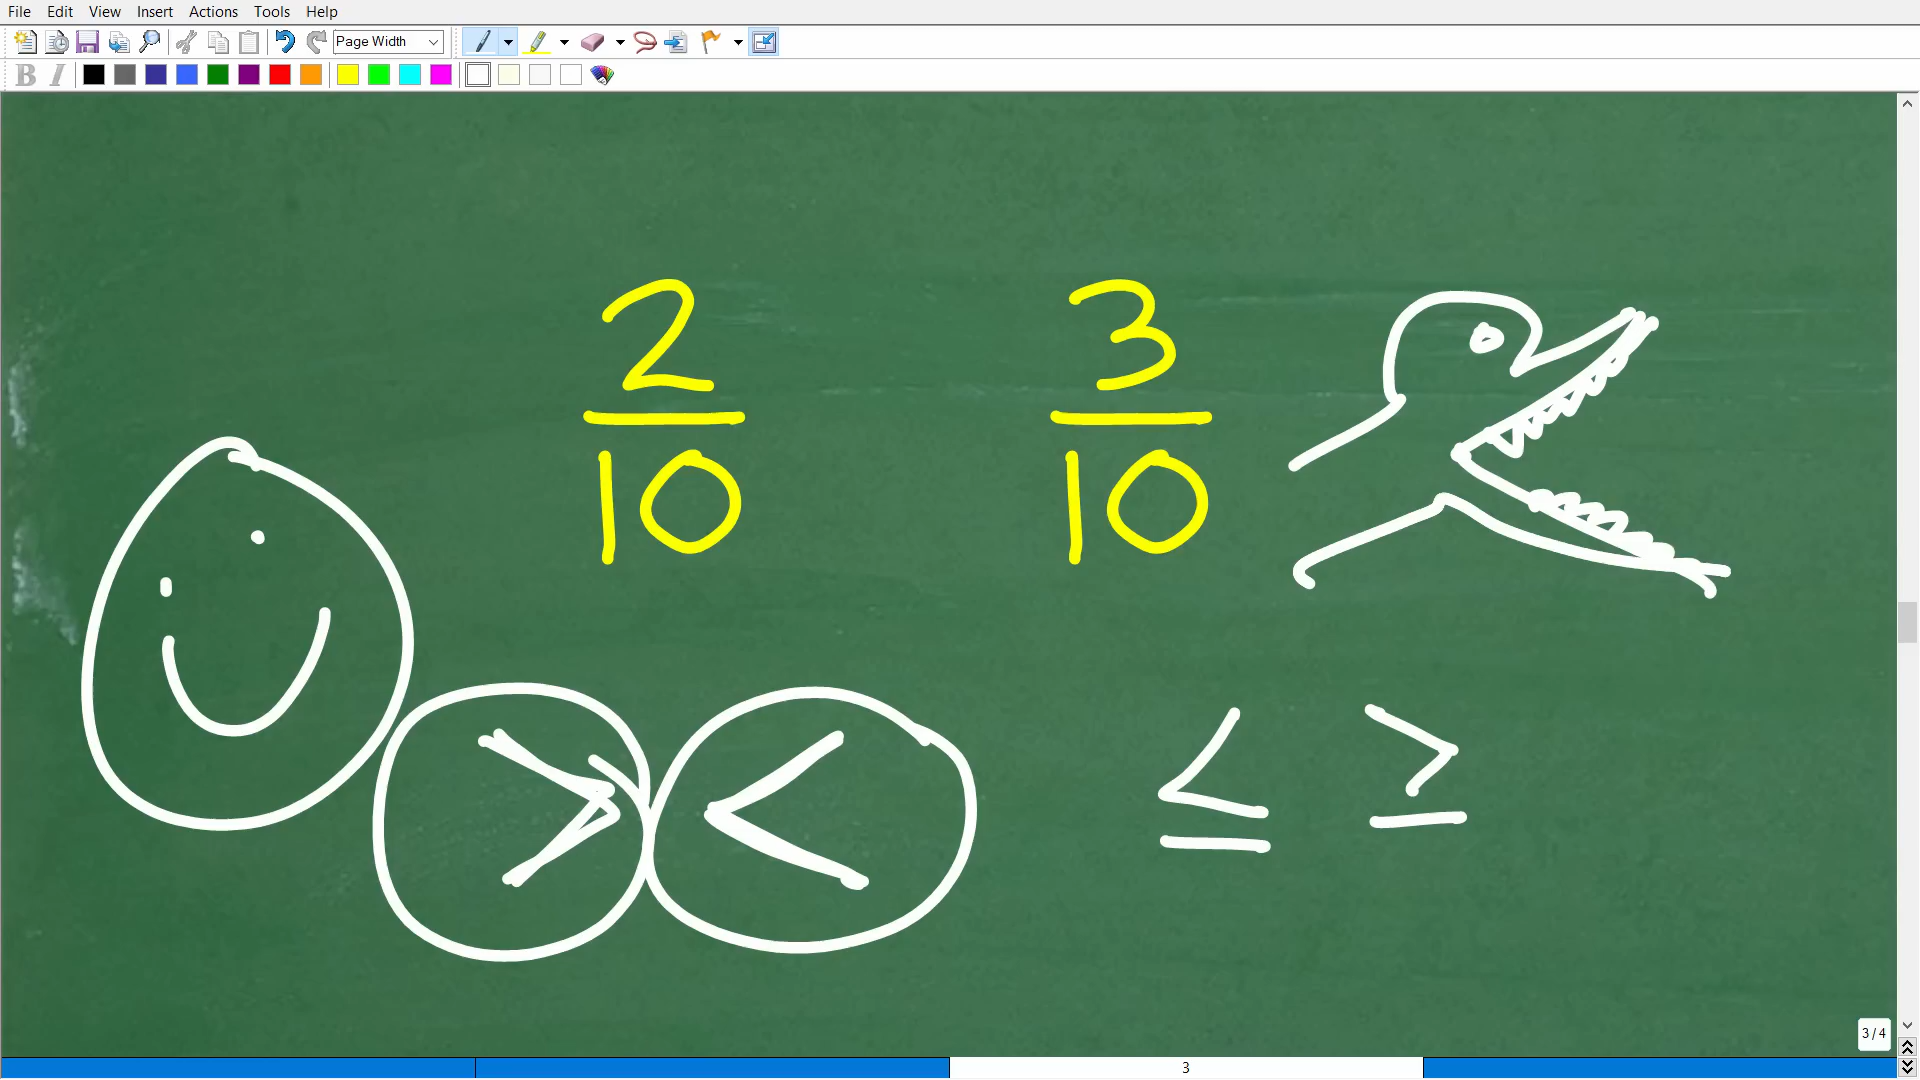 File Edit View Insert Actions Tools Help
Page Width
B I
2 3
10 10
> < ≤ ≥
3 / 4
3